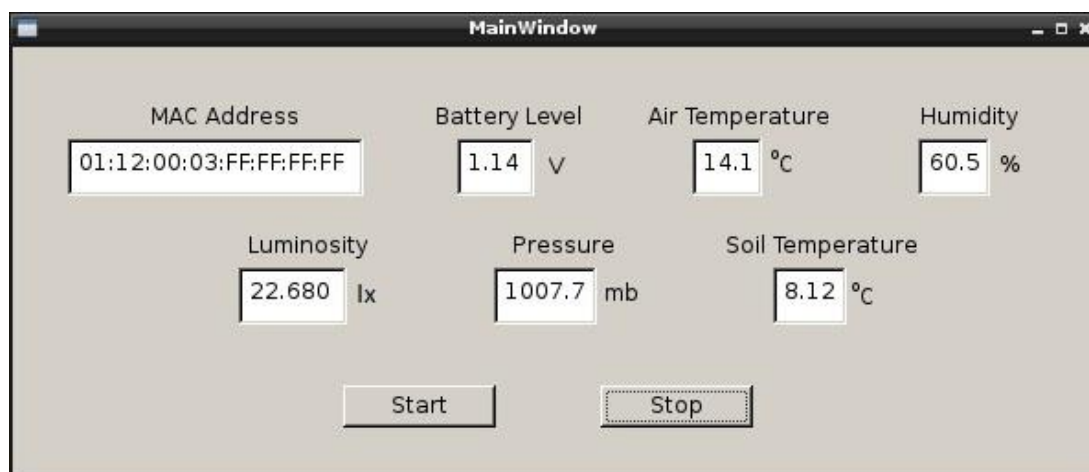 MainWindow
MAC Address Battery Level Air Temperature Humidity
01:12:00:03:FF:FF:FF:FF 1.14 V 14.1 °C 60.5 %
Luminosity Pressure Soil Temperature
22.680 lx 1007.7 mb 8.12 °C
Start Stop